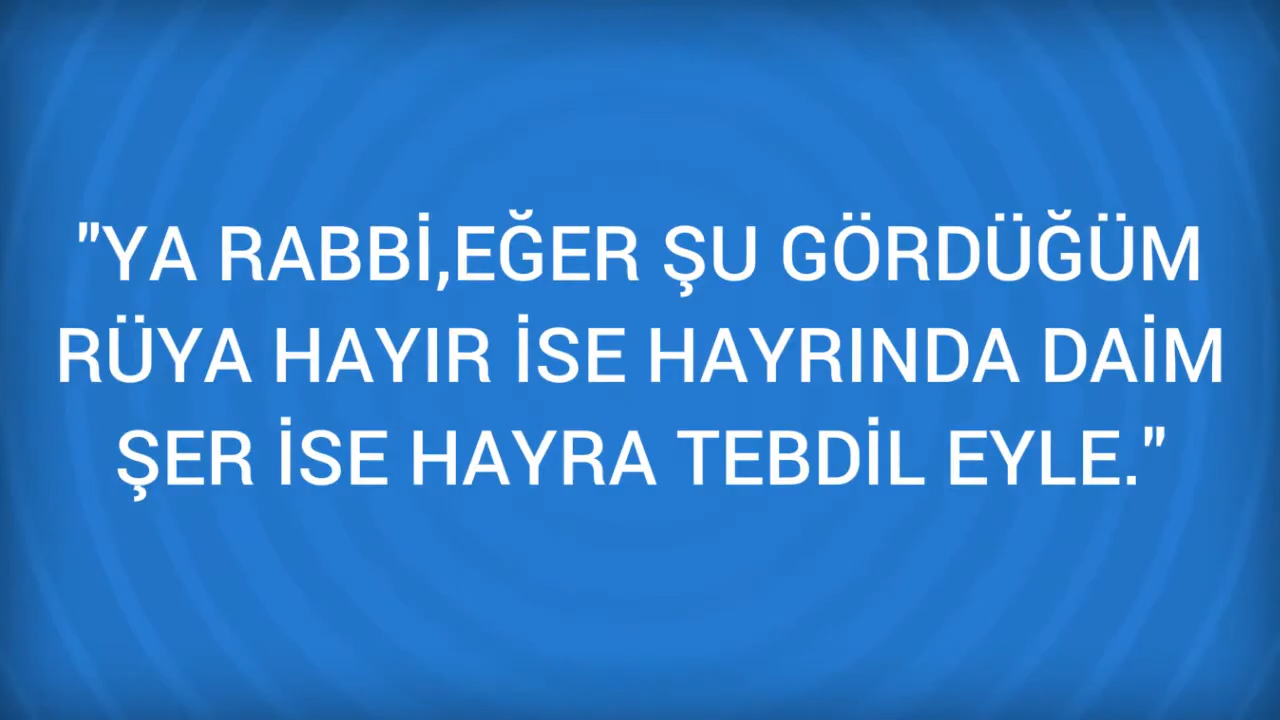 "YA RABBİ,EĞER ŞU GÖRDÜĞÜM
RÜYA HAYIR İSE HAYRINDA DAİM
ŞER İSE HAYRA TEBDİL EYLE."